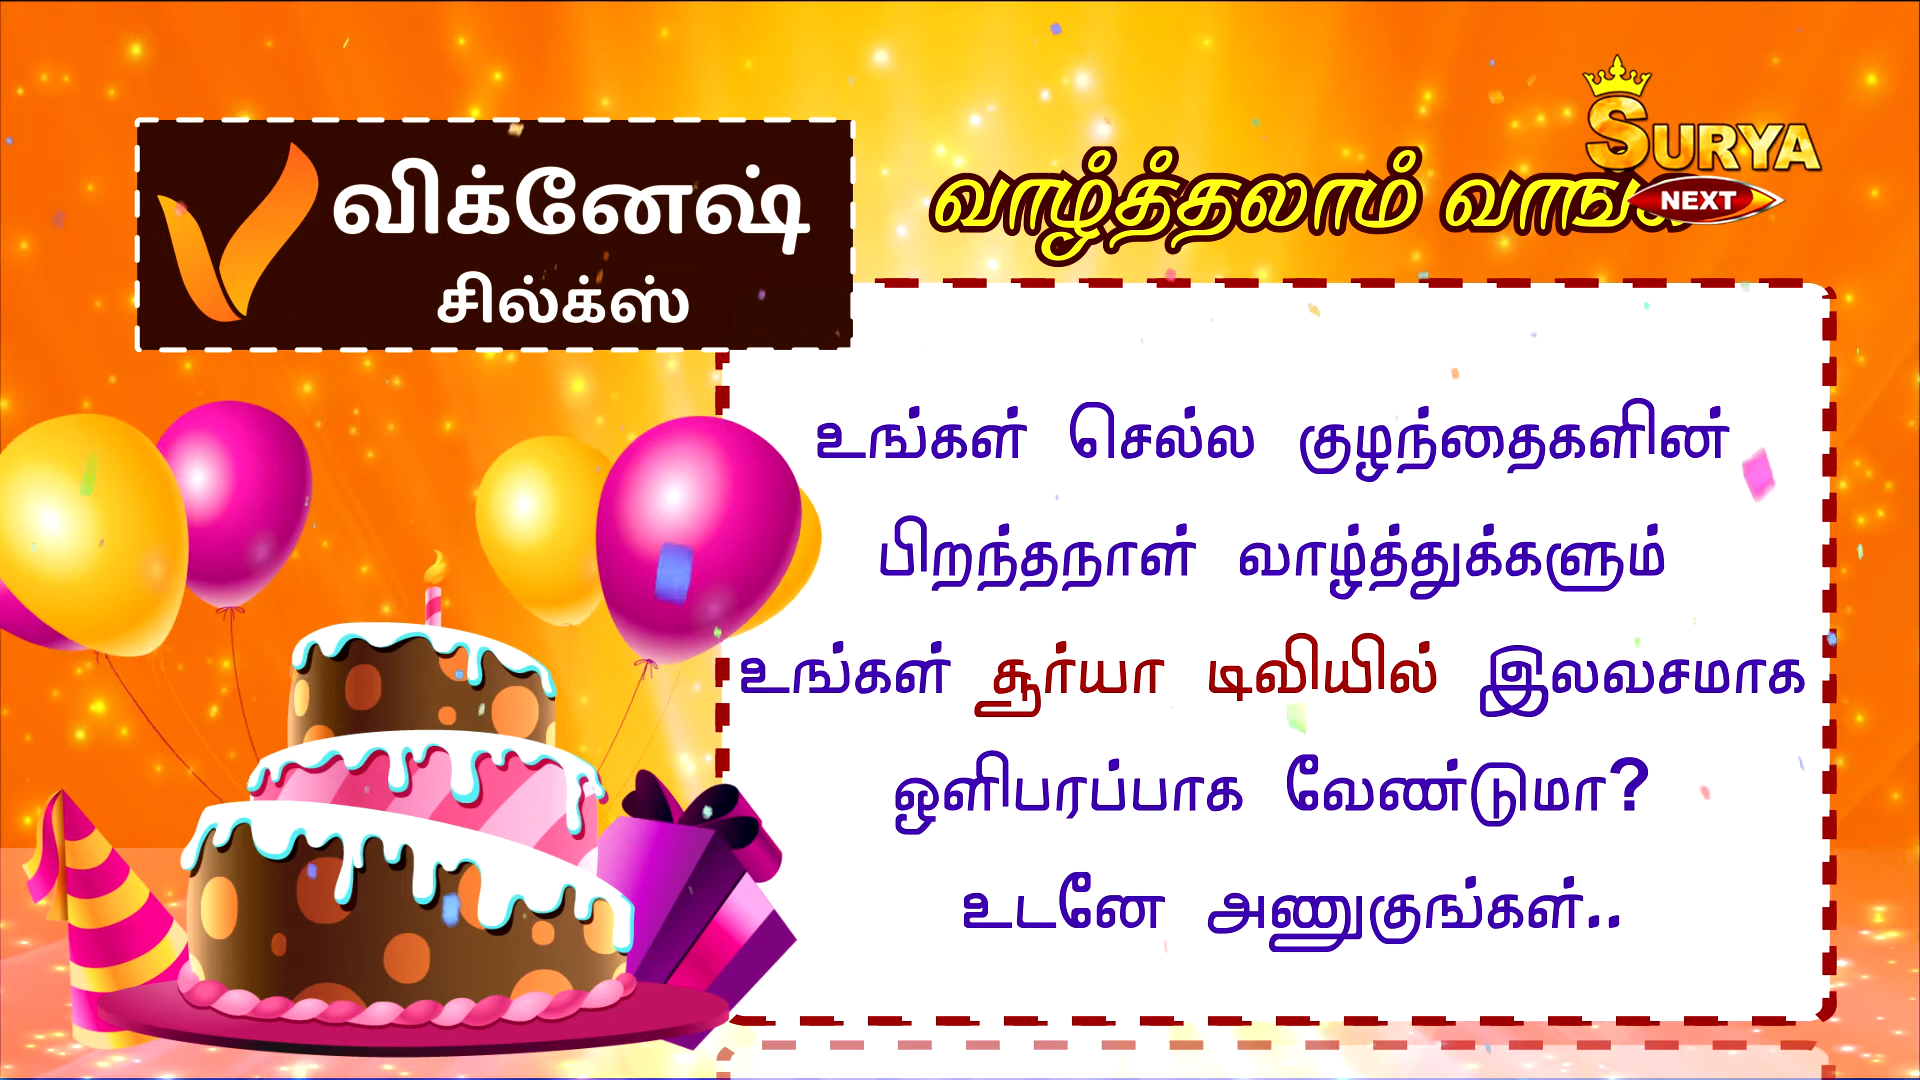 விக்னேஷ்
சில்க்ஸ்
வாழ்த்தலாம்
SURYA
NEXT
உங்கள் செல்ல குழந்தைகளின்
பிறந்தநாள் வாழ்த்துக்களும்
உங்கள் சூர்யா டிவியில் இலவசமாக
ஒளிபரப்பாக வேண்டுமா?
உடனே அணுகுங்கள்..